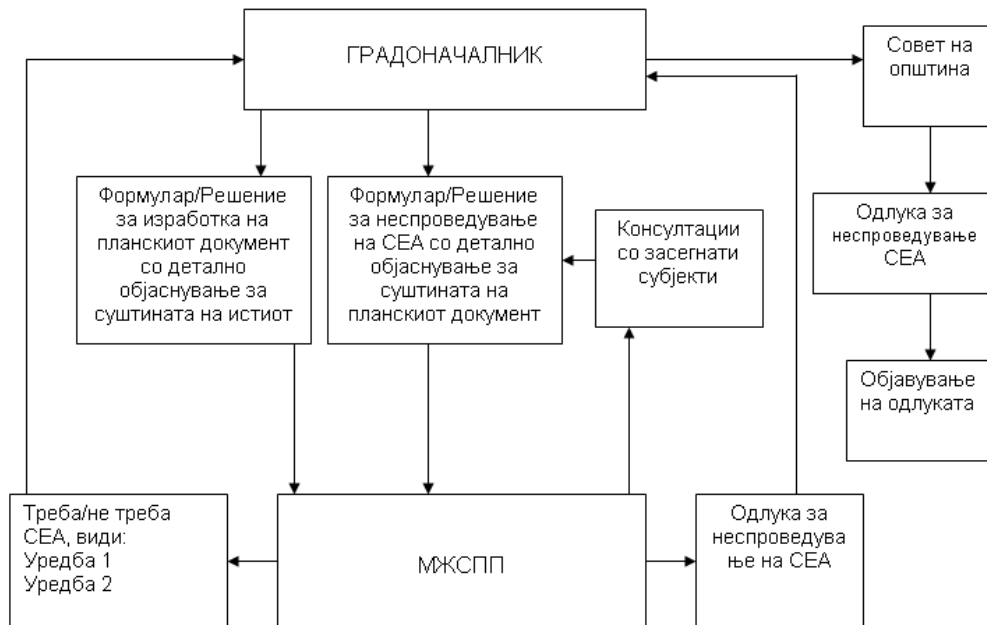 ГРАДОНАЧАЛНИК
Совет на
општина
Формулар/Решение
за изработка на
планскиот документ
со детално
објаснување за
суштината на истиот
Формулар/Решение
за неспроведување
на СЕА со детално
објаснување за
суштината на
планскиот документ
Консултации
со засегнати
субјекти
Одлука за
неспроведување
СЕА
Објавување
на одлуката
Треба/не треба
СЕА, види:
Уредба 1
Уредба 2
МЖСПП
Одлука за
неспроведува
ње на СЕА